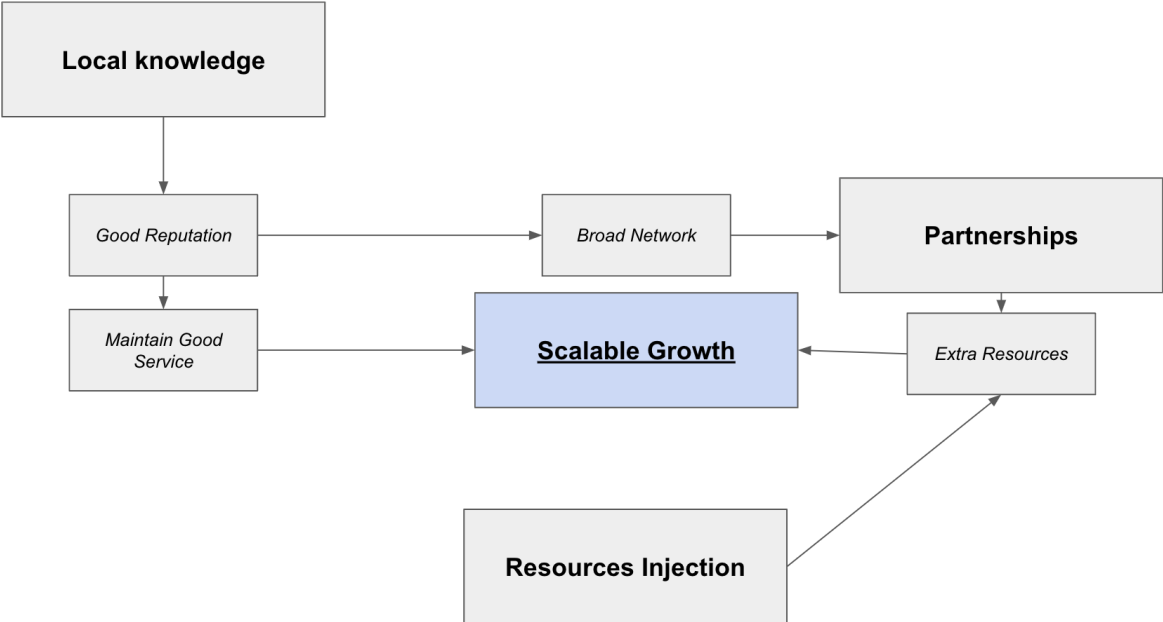 Local knowledge
Good Reputation
Broad Network
Partnerships
Maintain Good
Service
Scalable Growth
Extra Resources
Resources Injection